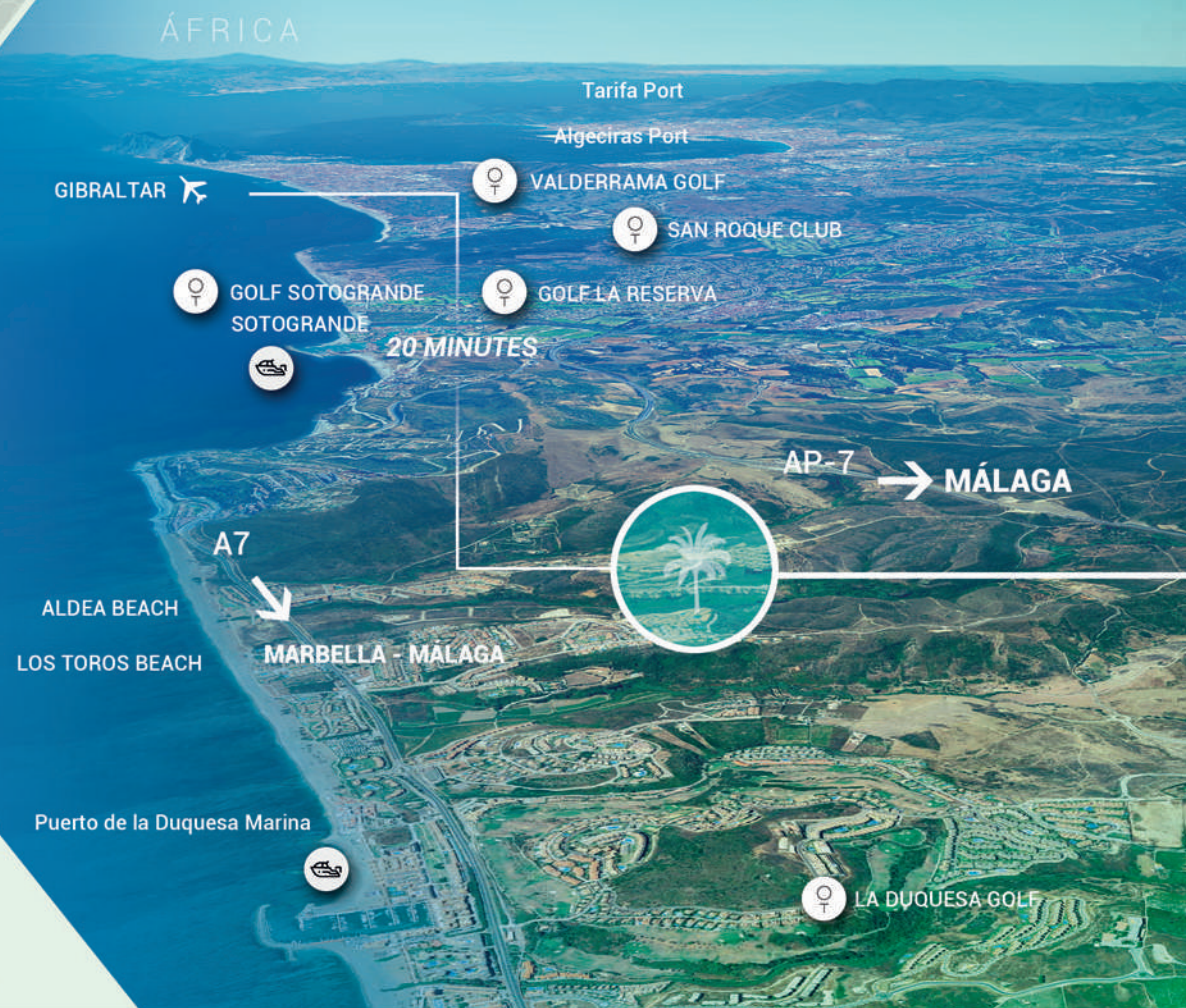 ÁFRICA
Tarifa Port
Algeciras Port
GIBRALTAR
VALDERRAMA GOLF
SAN ROQUE CLUB
GOLF SOTOGRANDE
SOTOGRANDE
GOLF LA RESERVA
20 MINUTES
AP-7
MÁLAGA
A7
ALDEA BEACH
LOS TOROS BEACH
MARBELLA - MÁLAGA
Puerto de la Duquesa Marina
LA DUQUESA GOLF